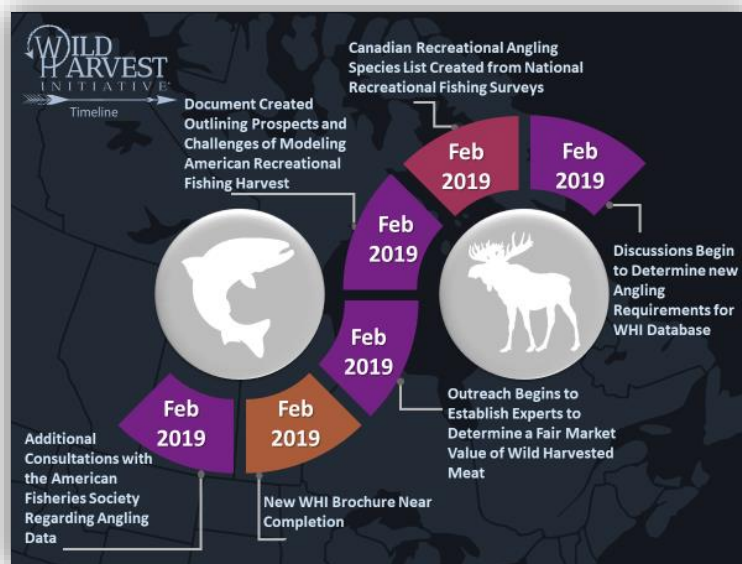 WILD
HARVEST
INITIATIVE®
Timeline
Canadian Recreational Angling
Species List Created from National
Recreational Fishing Surveys
Document Created
Outlining Prospects and
Challenges of Modeling
American Recreational
Fishing Harvest
Feb
2019
Feb
2019
Feb
2019
Discussions Begin
to Determine new
Angling
Requirements for
WHI Database
Feb
2019
Outreach Begins to
Establish Experts to
Determine a Fair Market
Value of Wild Harvested
Meat
Feb
2019
Feb
2019
Additional
Consultations with
the American
Fisheries Society
Regarding Angling
Data
New WHI Brochure Near
Completion